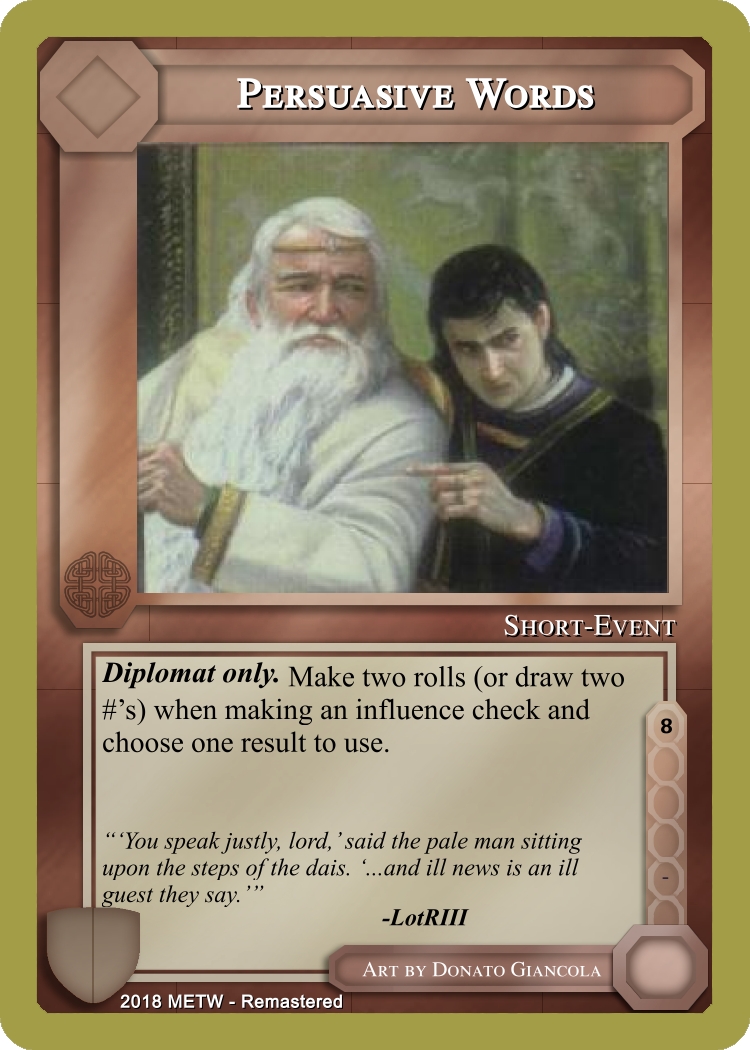 Persuasive Words
Short-Event
Diplomat only. Make two rolls (or draw two
#'s) when making an influence check and
choose one result to use.
8
“‘You speak justly, lord,’ said the pale man sitting
upon the steps of the dais. ‘...and ill news is an ill
guest they say.’”
-LotRIII
-
Art by Donato Giancola
2018 METW - Remastered